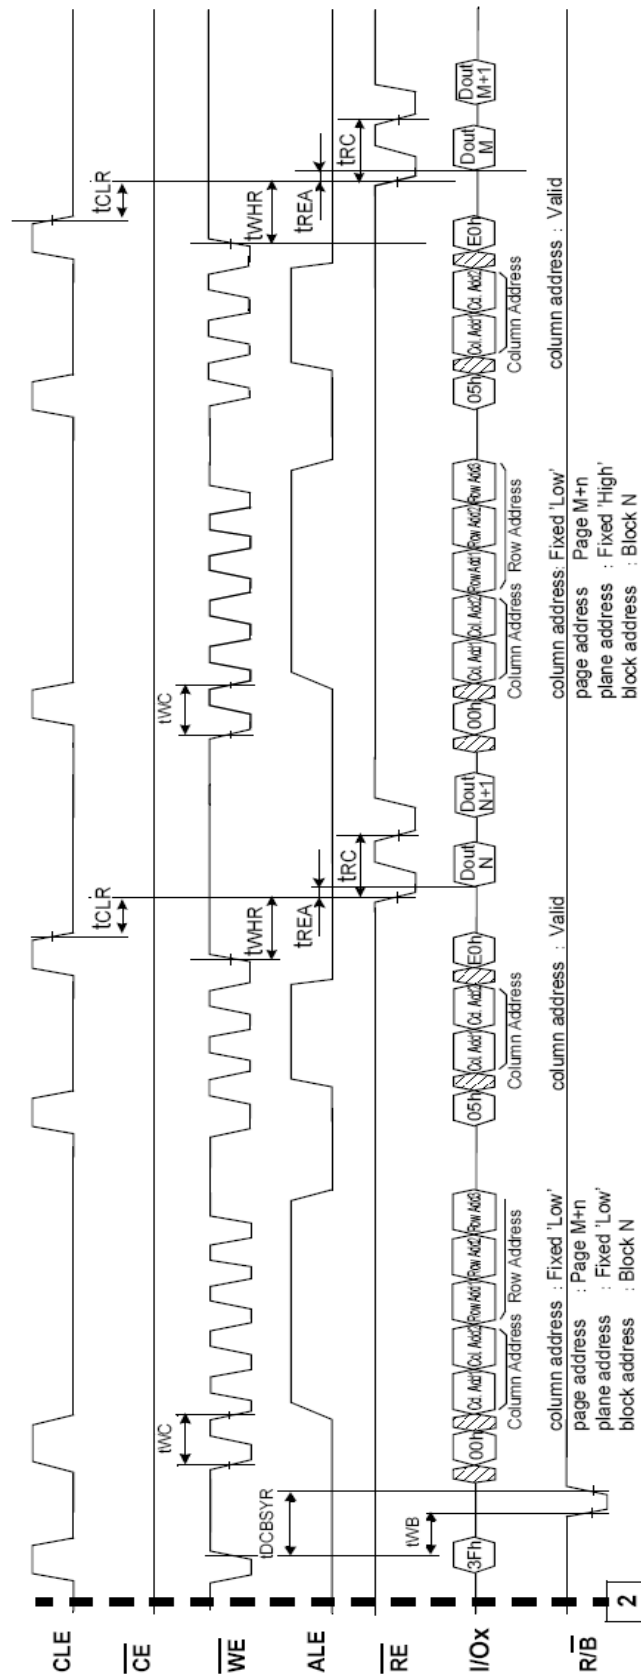 CLE
tCLR
tCLR
CE
WE
tWC
tWHR
tWC
tWHR
ALE
tDCBSYR
tREA
tREA
RE
tWB
tRC
tRC
I/Ox
3Fh
00h
Cd. Add1
Col. Add2
Row Add1
Row Add2
Row Add3
05h
Col. Add1
Cd. Add2
E0h
Dout N
Dout N+1
00h
Col. Add1
Col. Add2
Row Add1
Row Add2
Row Add3
05h
Col. Add1
Cd. Add2
E0h
Dout M
Dout M+1
Column Address
Row Address
Column Address
Column Address
Row Address
Column Address
column address : Fixed 'Low'
page address : Page M+n
plane address : Fixed 'Low'
block address : Block N
column address : Valid
column address: Fixed 'Low'
page address Page M+n
plane address : Fixed 'High'
block address : Block N
column address : Valid
R/B
2